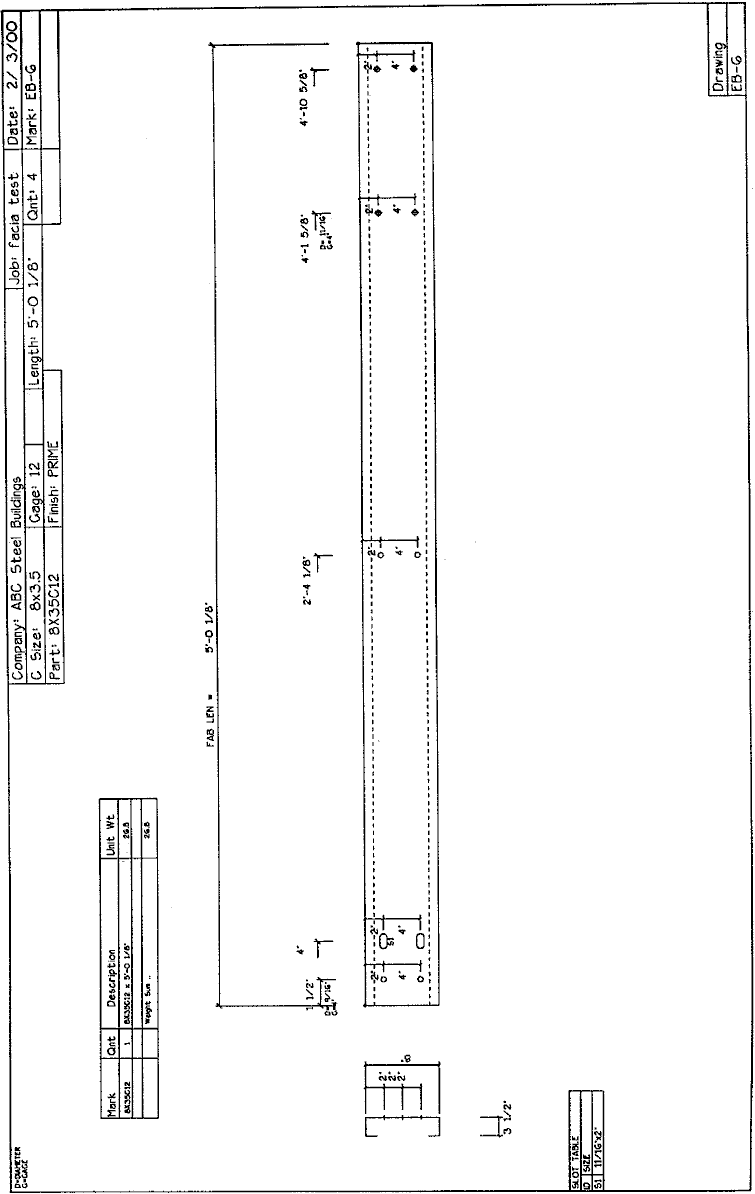 Company: ABC Steel Buildings
Job: facia test
Date: 2/ 3/00
C Size: 8x3.5
Gage: 12
Length: 5'-0 1/8"
Qnt: 4
Mark: EB-6
Part: 8X35C12
Finish: PRIME
Mark Qnt Description Unit Wt
8X35C12 1 8X35C12 x 5'-0 1/8" 26.8
Weight Sum .. 26.8
FAB LEN = 5'-0 1/8"
1 1/2"
D= 9/16"
G=4"
4"
2'-4 1/8"
4'-1 5/8"
D= 11/16"
G=4"
4'-10 5/8"
2" 4"
2" 4"
S1
2" 4"
2" 4"
2" 4"
2" 2" 2"
8"
3 1/2"
D=DIAMETER
G=GAGE
SLOT TABLE
ID SIZE
S1 11/16"x2"
Drawing
EB-6